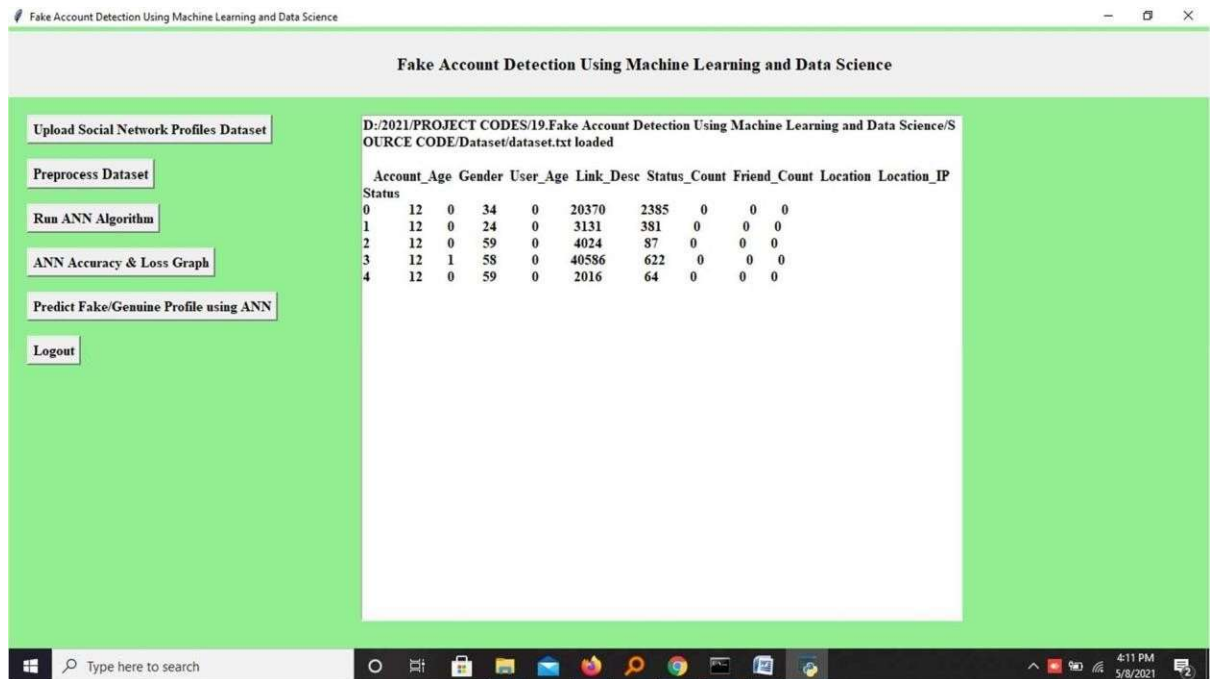 Fake Account Detection Using Machine Learning and Data Science
Fake Account Detection Using Machine Learning and Data Science
Upload Social Network Profiles Dataset
Preprocess Dataset
Run ANN Algorithm
ANN Accuracy & Loss Graph
Predict Fake/Genuine Profile using ANN
Logout
D:/2021/PROJECT CODES/19.Fake Account Detection Using Machine Learning and Data Science/S
OURCE CODE/Dataset/dataset.txt loaded
Account_Age Gender User_Age Link_Desc Status_Count Friend_Count Location Location_IP
Status
0 12 0 34 0 20370 2385 0 0 0
1 12 0 24 0 3131 381 0 0 0
2 12 0 59 0 4024 87 0 0 0
3 12 1 58 0 40586 622 0 0 0
4 12 0 59 0 2016 64 0 0 0
Type here to search
4:11 PM
5/8/2021
2